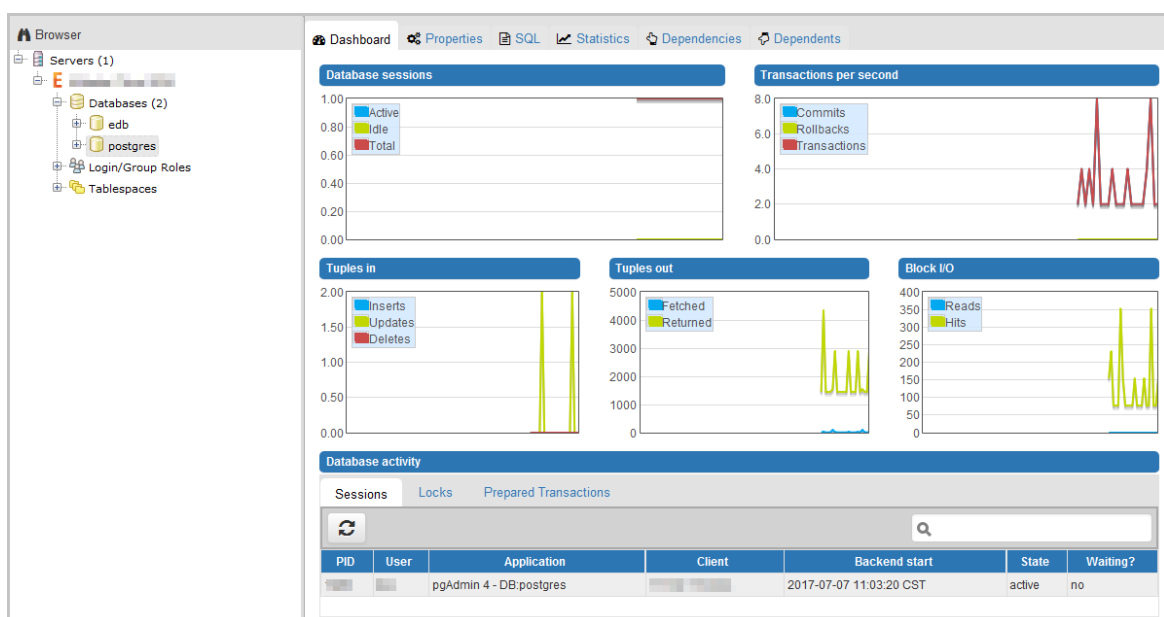 Browser
Servers (1)
Databases (2)
edb
postgres
Login/Group Roles
Tablespaces
Dashboard Properties SQL Statistics Dependencies Dependents
Database sessions
1.00
0.80
0.60
0.40
0.20
0.00
Active
Idle
Total
Transactions per second
8.0
6.0
4.0
2.0
0.0
Commits
Rollbacks
Transactions
Tuples in
2.00
1.50
1.00
0.50
0.00
Inserts
Updates
Deletes
Tuples out
5000
4000
3000
2000
1000
0
Fetched
Returned
Block I/O
400
350
300
250
200
150
100
50
0
Reads
Hits
Database activity
Sessions Locks Prepared Transactions
PID User Application Client Backend start State Waiting?
pgAdmin 4 - DB:postgres 2017-07-07 11:03:20 CST active no